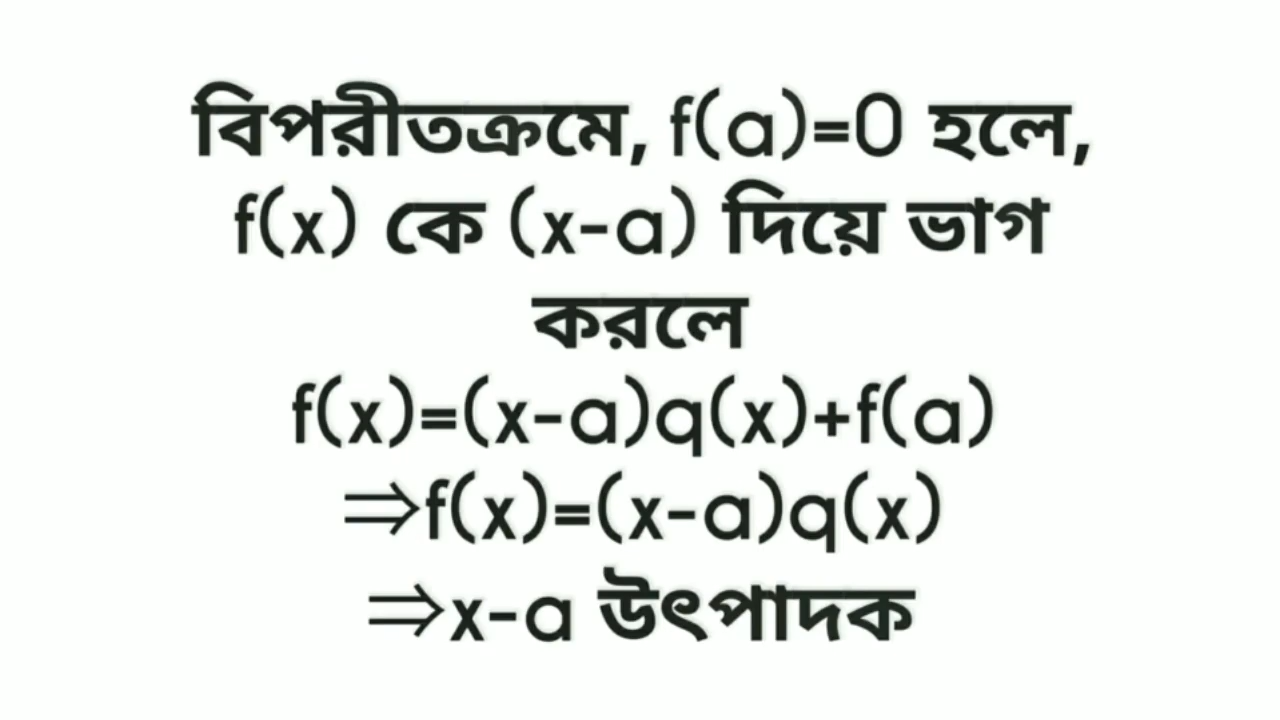 বিপরীতক্রমে, f(a)=0 হলে,
f(x) কে (x-a) দিয়ে ভাগ
করলে
f(x)=(x-a)q(x)+f(a)
⇒f(x)=(x-a)q(x)
⇒x-a উৎপাদক